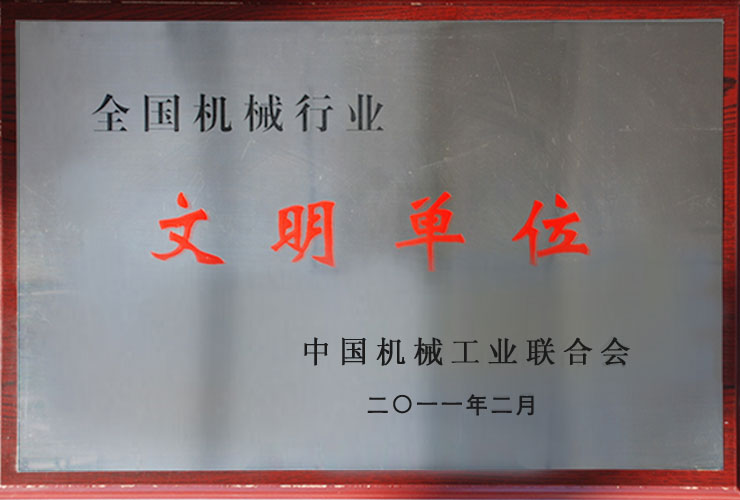 全国机械行业
文明单位
中国机械工业联合会
二〇一一年二月